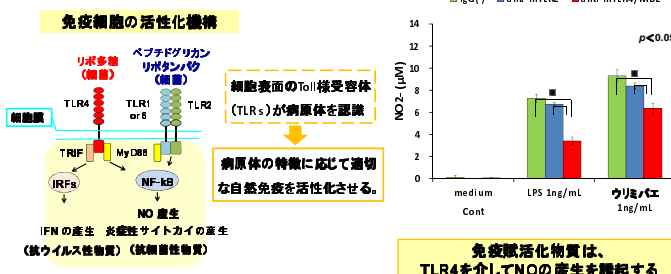 免疫細胞の活性化機構
リポ多糖
(細菌)
ペプチドグリカン
リポタンパク
(細菌)
TLR4
TLR1
or 6
TLR2
細胞膜
TRIF
MyD88
IRFs
NF-kB
NO 産生
IFNの産生 炎症性サイトカイの産生
(抗ウイルス性物質) (抗細菌性物質)
細胞表面のToll様受容体
(TLRs)が病原体を認識
病原体の特徴に応じて適切
な自然免疫を活性化させる。
p<0.05
NO2- (μM)
14
12
10
8
6
4
2
0
※
※
medium
LPS 1ng/mL
ウリミバエ
1ng/mL
Cont
免疫賦活化物質は、
TLR4を介してNOの産生を誘起する